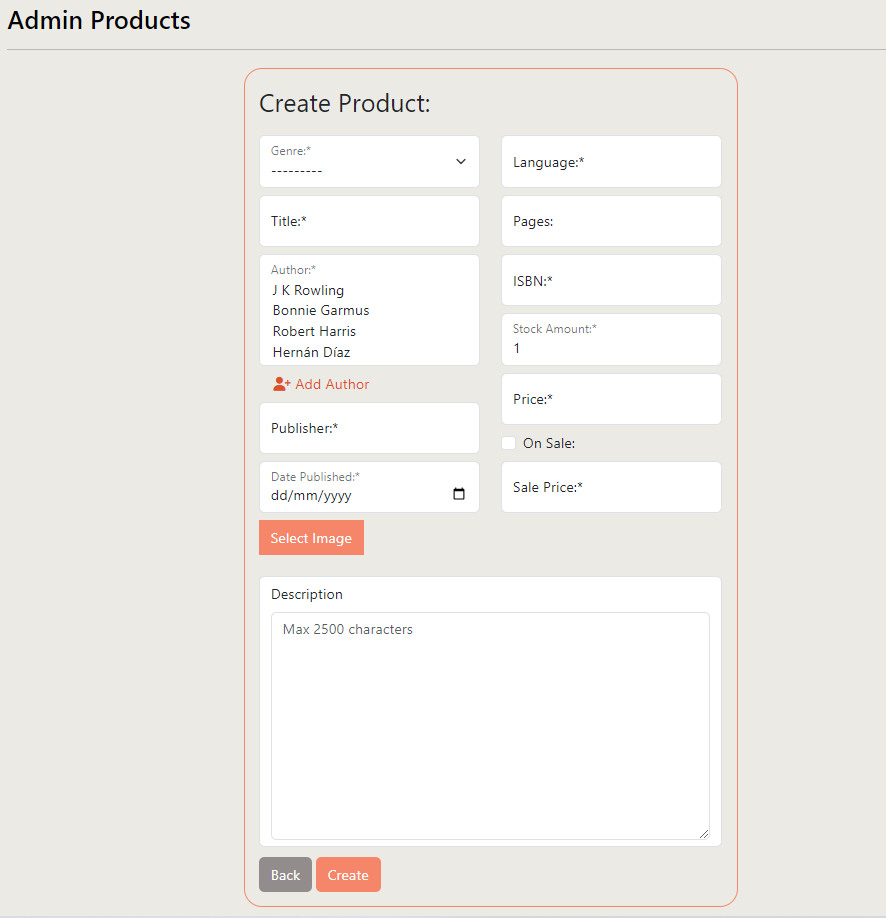 Admin Products
Create Product:
Genre:*
---------
Title:*
Author:*
J K Rowling
Bonnie Garmus
Robert Harris
Hernán Díaz
Add Author
Publisher:*
Date Published:*
dd/mm/yyyy
Select Image
Language:*
Pages:
ISBN:*
Stock Amount:*
1
Price:*
On Sale:
Sale Price:*
Description
Max 2500 characters
Back
Create